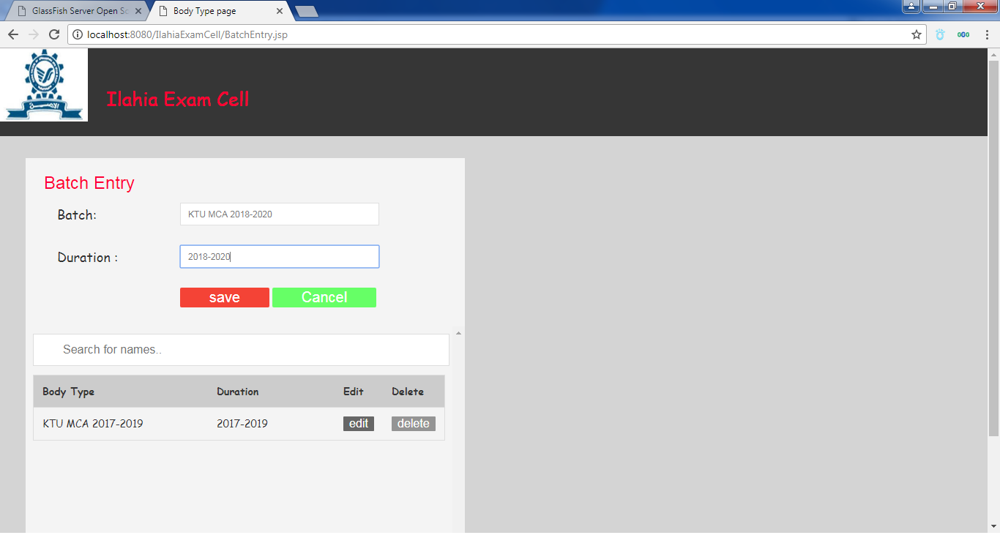 GlassFish Server Open So
Body Type page
localhost:8080/IlahiaExamCell/BatchEntry.jsp
Ilahia Exam Cell
Batch Entry
Batch: KTU MCA 2018-2020
Duration : 2018-2020
save Cancel
Search for names..
Body Type Duration Edit Delete
KTU MCA 2017-2019 2017-2019 edit delete